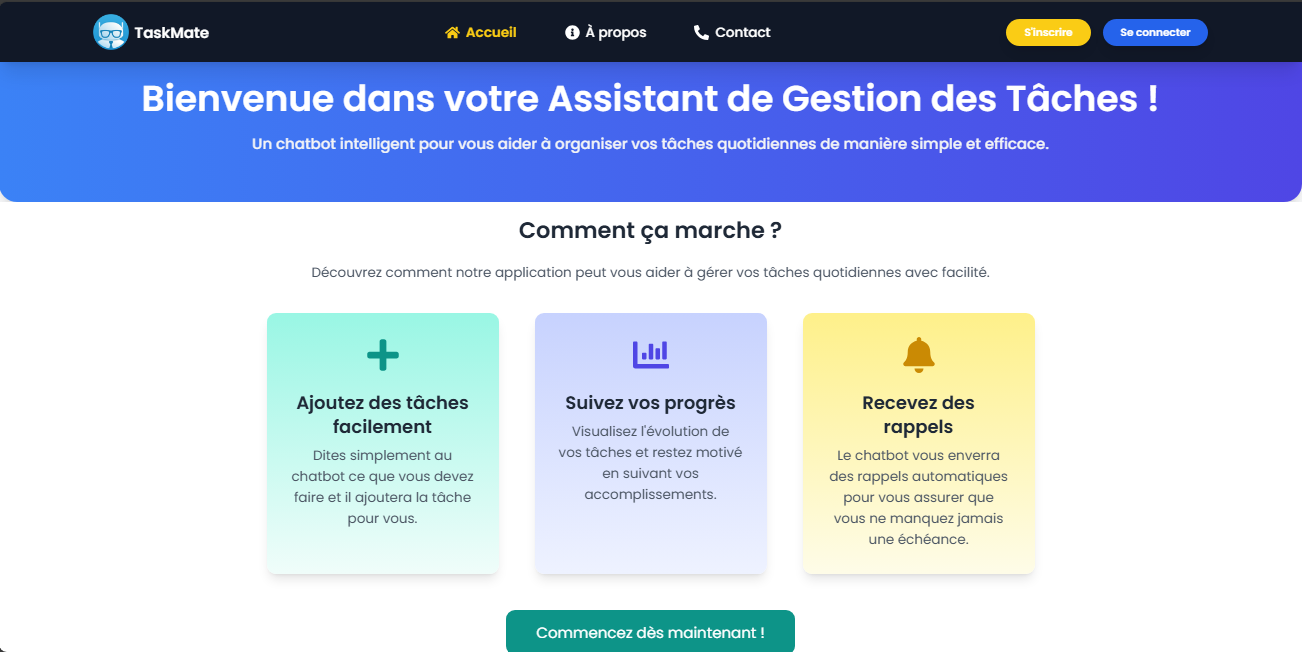 TaskMate
Accueil
À propos
Contact
S'inscrire
Se connecter
Bienvenue dans votre Assistant de Gestion des Tâches !
Un chatbot intelligent pour vous aider à organiser vos tâches quotidiennes de manière simple et efficace.
Comment ça marche ?
Découvrez comment notre application peut vous aider à gérer vos tâches quotidiennes avec facilité.
Ajoutez des tâches
facilement
Dites simplement au
chatbot ce que vous devez
faire et il ajoutera la tâche
pour vous.
Suivez vos progrès
Visualisez l'évolution de
vos tâches et restez motivé
en suivant vos
accomplissements.
Recevez des
rappels
Le chatbot vous enverra
des rappels automatiques
pour vous assurer que
vous ne manquez jamais
une échéance.
Commencez dès maintenant !